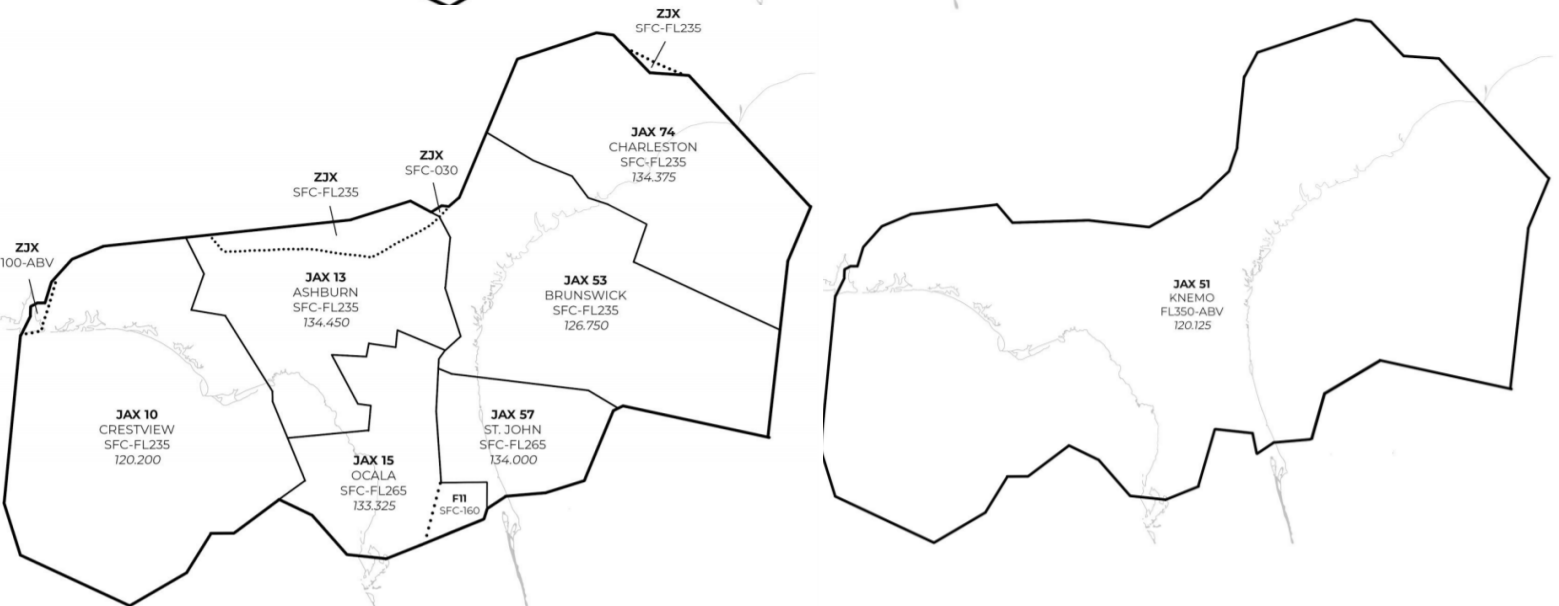 ZJX
SFC-FL235
JAX 74
CHARLESTON
SFC-FL235
134.375
ZJX
SFC-030
ZJX
SFC-FL235
ZJX
100-ABV
JAX 13
ASHBURN
SFC-FL235
134.450
JAX 53
BRUNSWICK
SFC-FL235
126.750
JAX 10
CRESTVIEW
SFC-FL235
120.200
JAX 57
ST. JOHN
SFC-FL265
134.000
JAX 15
OCALA
SFC-FL265
133.325
F11
SFC-160
JAX 51
KNEMO
FL350-ABV
120.125